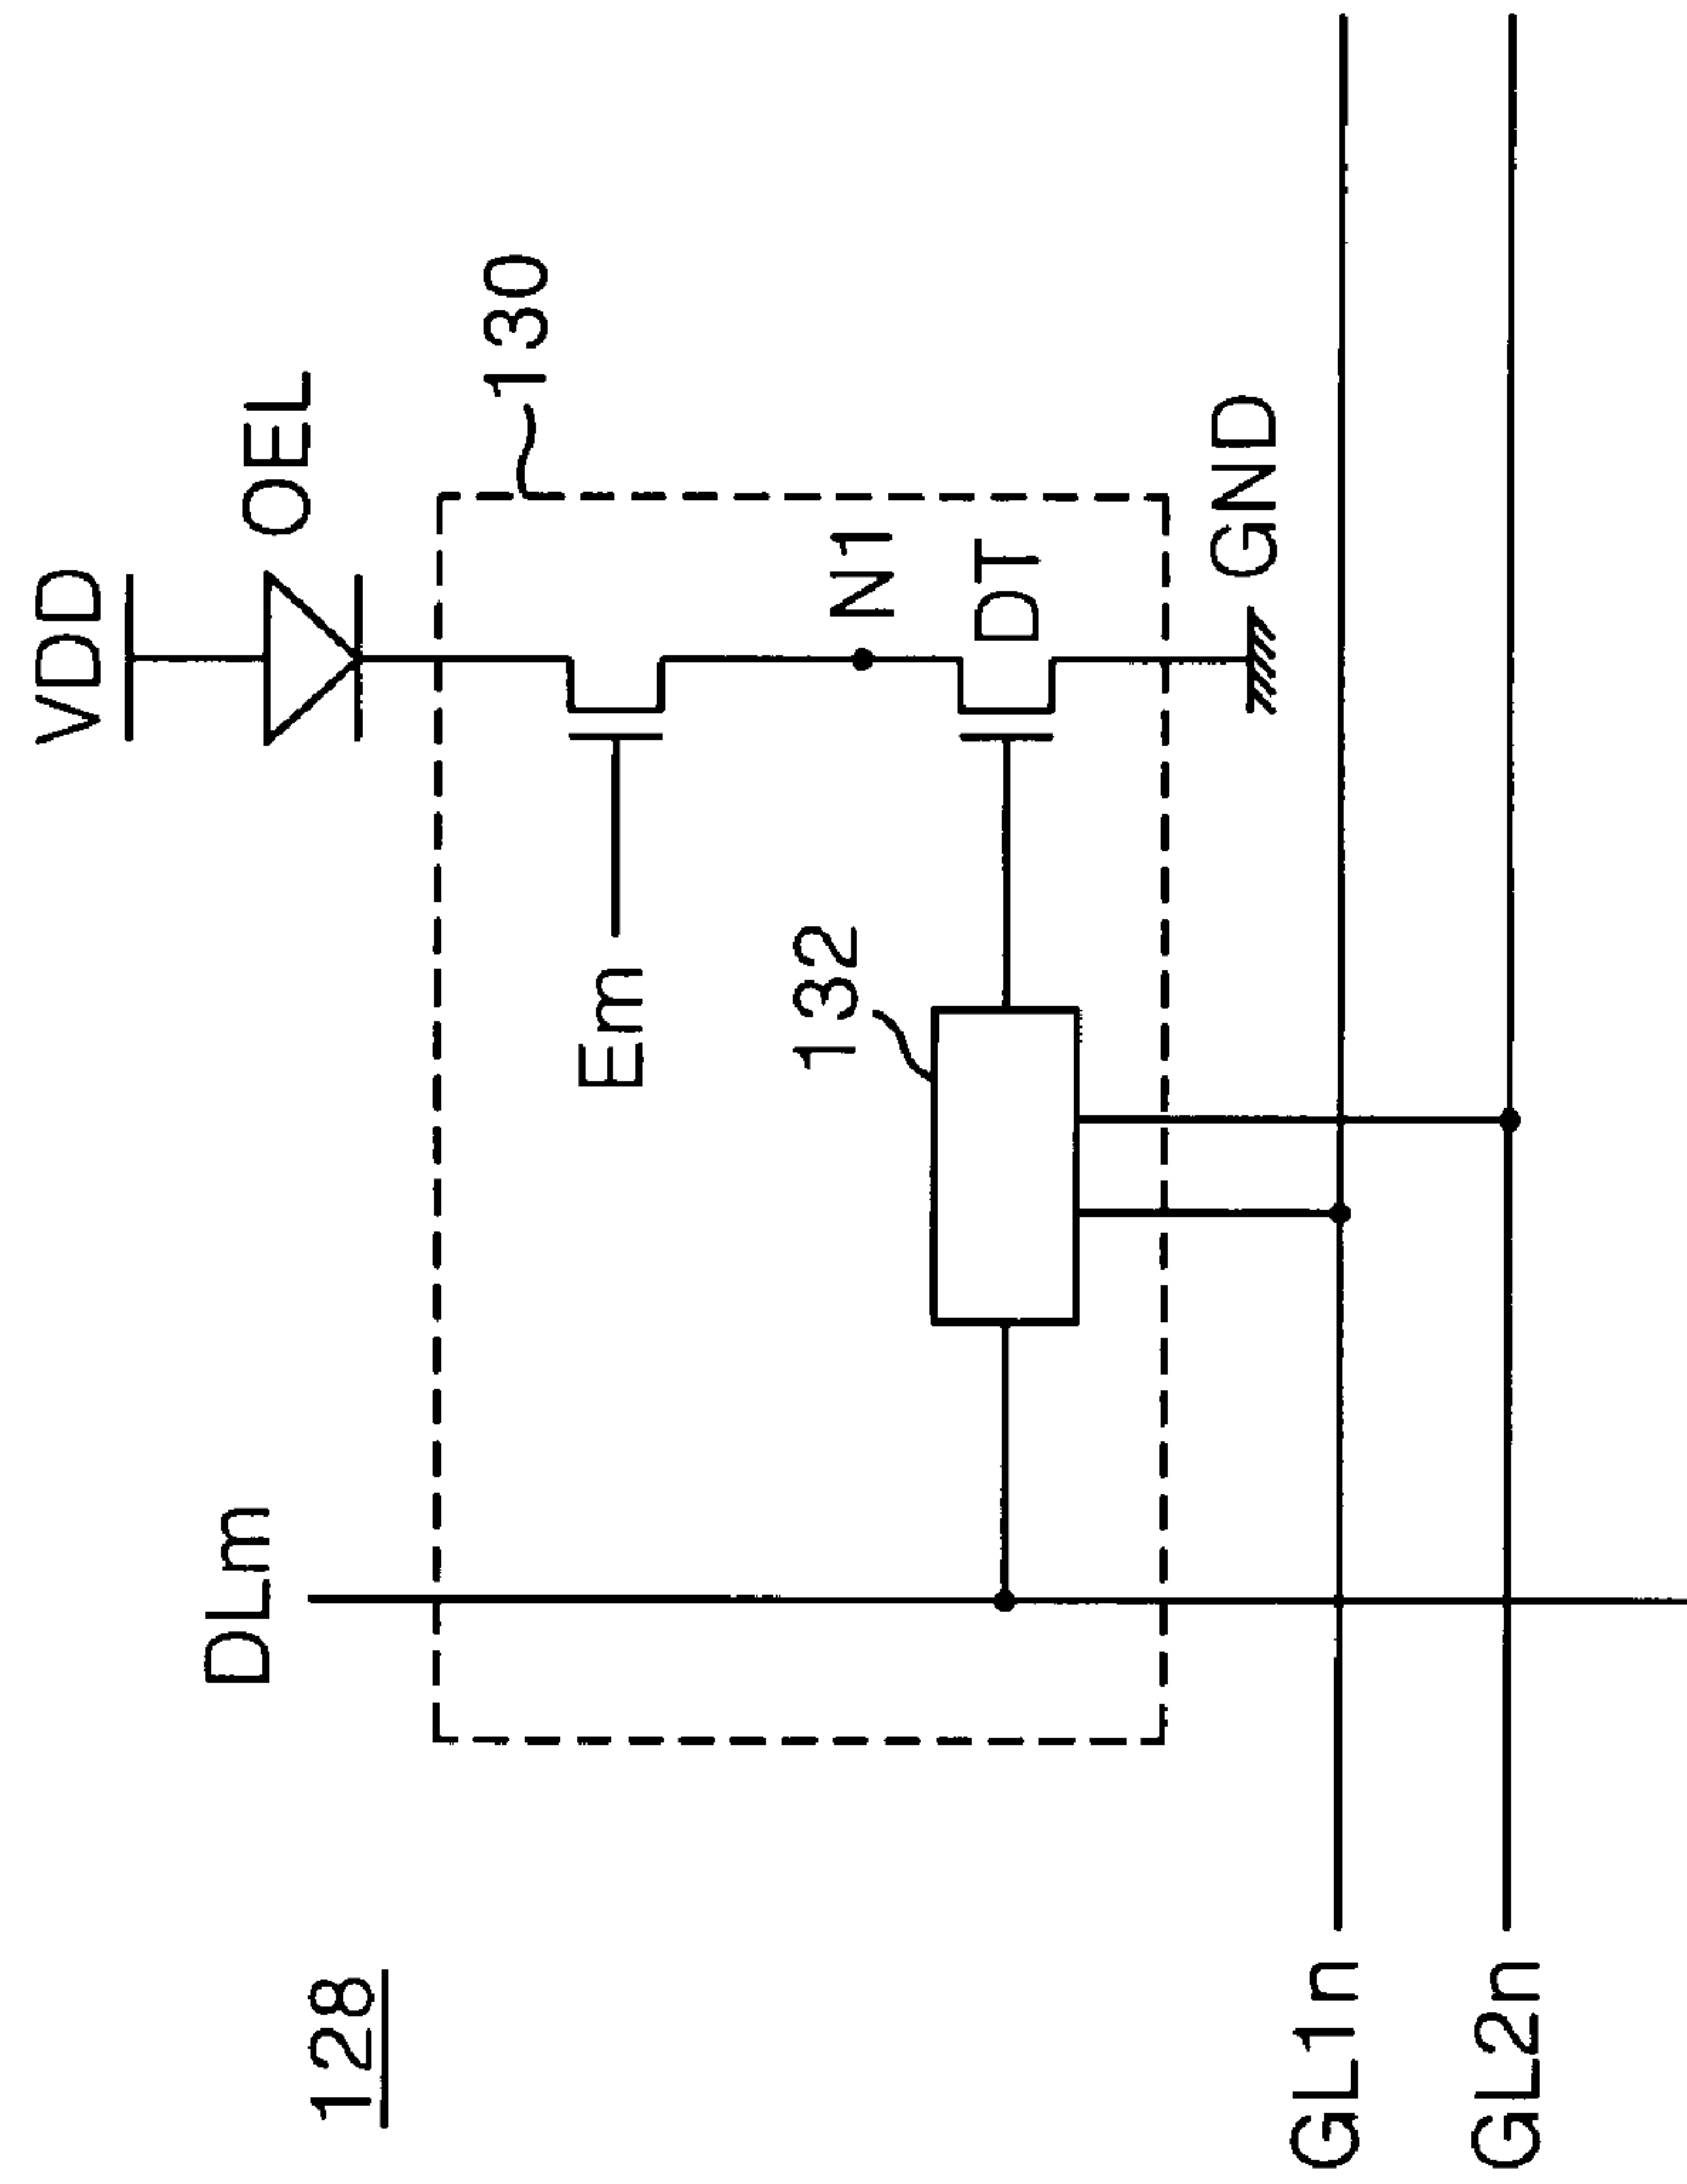 128
DLm
VDD
OEL
130
Em
N1
132
DT
GND
GL1n
GL2n